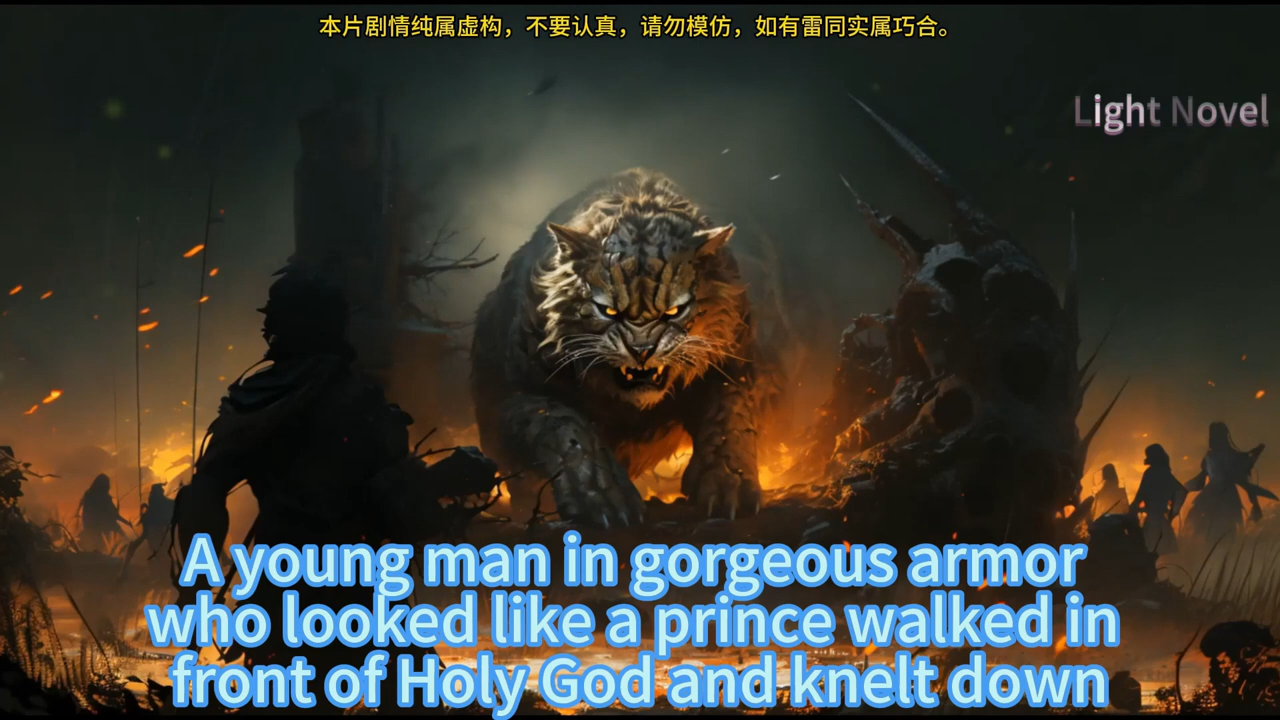 本片剧情纯属虚构，不要认真，请勿模仿，如有雷同实属巧合。
Light Novel
A young man in gorgeous armor
who looked like a prince walked in
front of Holy God and knelt down